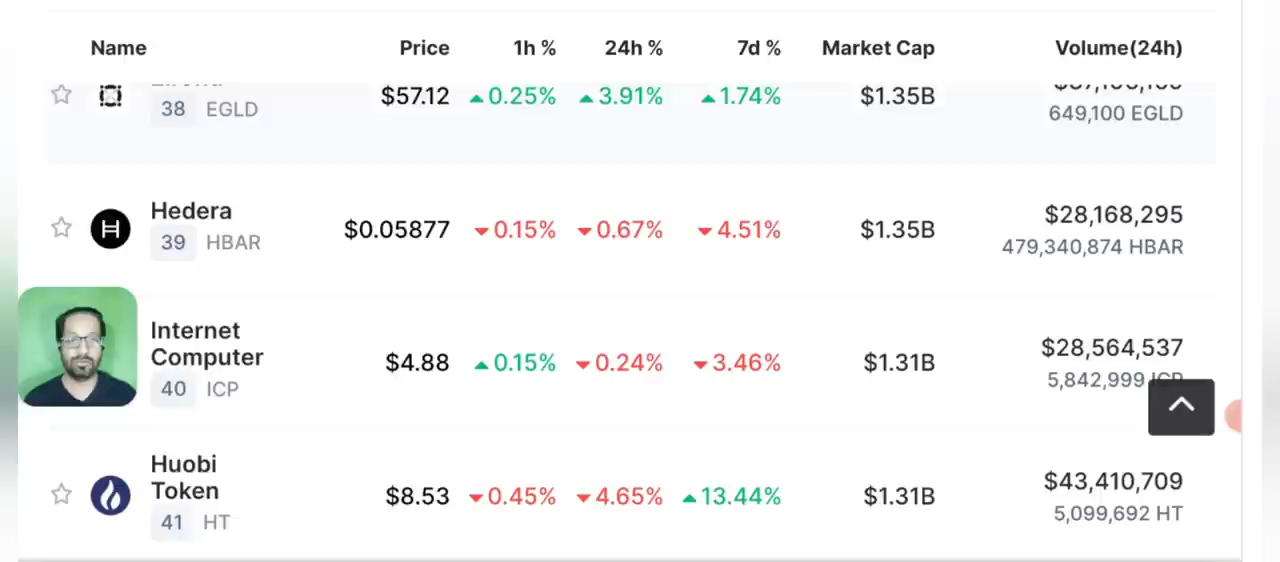 Name Price 1h % 24h % 7d % Market Cap Volume(24h)
38 EGLD $57.12 0.25% 3.91% 1.74% $1.35B
649,100 EGLD
Hedera
39 HBAR $0.05877 0.15% 0.67% 4.51% $1.35B $28,168,295
479,340,874 HBAR
Internet
Computer
40 ICP $4.88 0.15% 0.24% 3.46% $1.31B $28,564,537
5,842,999 ICP
Huobi
Token
41 HT $8.53 0.45% 4.65% 13.44% $1.31B $43,410,709
5,099,692 HT